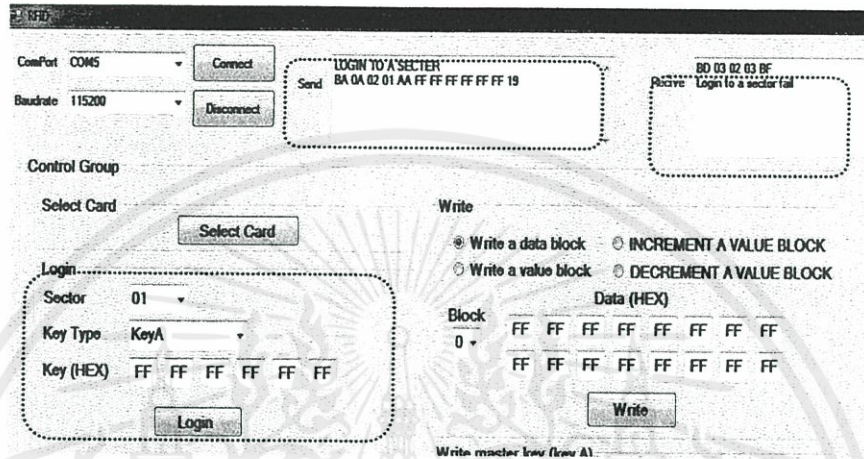 RFID
ComPort COM5 Connect
Baudrate 115200 Disconnect
Send LOGIN TO A SECTER
BA 0A 02 01 AA FF FF FF FF FF FF 19
BD 03 02 03 BF
Recive Login to a sector fail
Control Group
Select Card
Select Card
Login
Sector 01
Key Type KeyA
Key (HEX) FF FF FF FF FF FF
Login
Write
Write a data block INCREMENT A VALUE BLOCK
Write a value block DECREMENT A VALUE BLOCK
Data (HEX)
Block
0
FF FF FF FF FF FF FF FF
FF FF FF FF FF FF FF FF
Write
Write master key (key A)